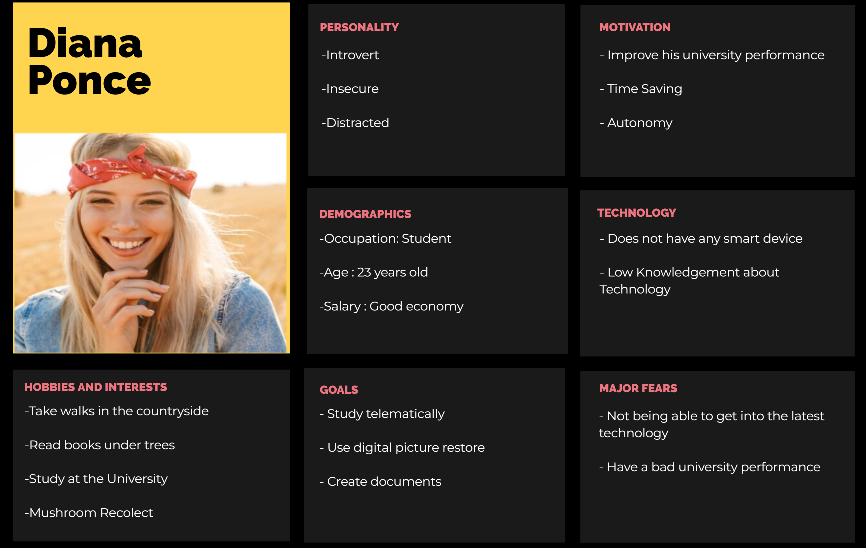 Diana
Ponce
PERSONALITY
-Introvert
-Insecure
-Distracted
MOTIVATION
- Improve his university performance
- Time Saving
- Autonomy
DEMOGRAPHICS
-Occupation: Student
-Age : 23 years old
-Salary : Good economy
TECHNOLOGY
- Does not have any smart device
- Low Knowledgement about
Technology
HOBBIES AND INTERESTS
-Take walks in the countryside
-Read books under trees
-Study at the University
-Mushroom Recolect
GOALS
- Study telematically
- Use digital picture restore
- Create documents
MAJOR FEARS
- Not being able to get into the latest
technology
- Have a bad university performance